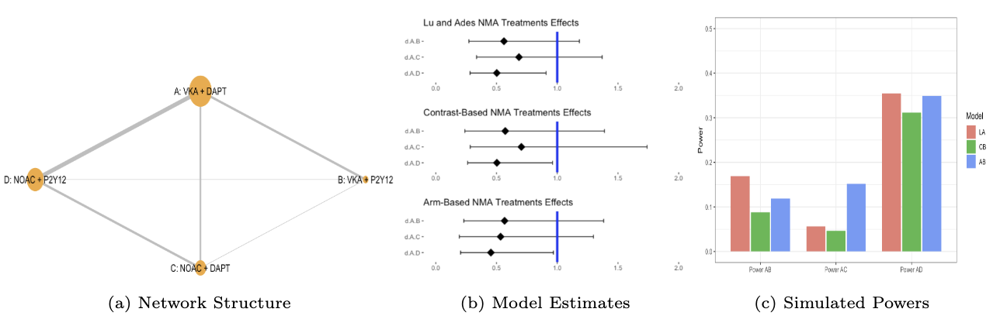 A: VKA + DAPT
D: NOAC + P2Y12
B: VKA + P2Y12
C: NOAC + DAPT
(a) Network Structure
Lu and Ades NMA Treatments Effects
d.A.B
d.A.C
d.A.D
0.0 0.5 1.0 1.5 2.0
Contrast-Based NMA Treatments Effects
d.A.B
d.A.C
d.A.D
0.0 0.5 1.0 1.5 2.0
Arm-Based NMA Treatments Effects
d.A.B
d.A.C
d.A.D
0.0 0.5 1.0 1.5 2.0
(b) Model Estimates
Power
0.5
0.4
0.3
0.2
0.1
0.0
Power AB Power AC Power AD
Model
LA
CB
AB
(c) Simulated Powers